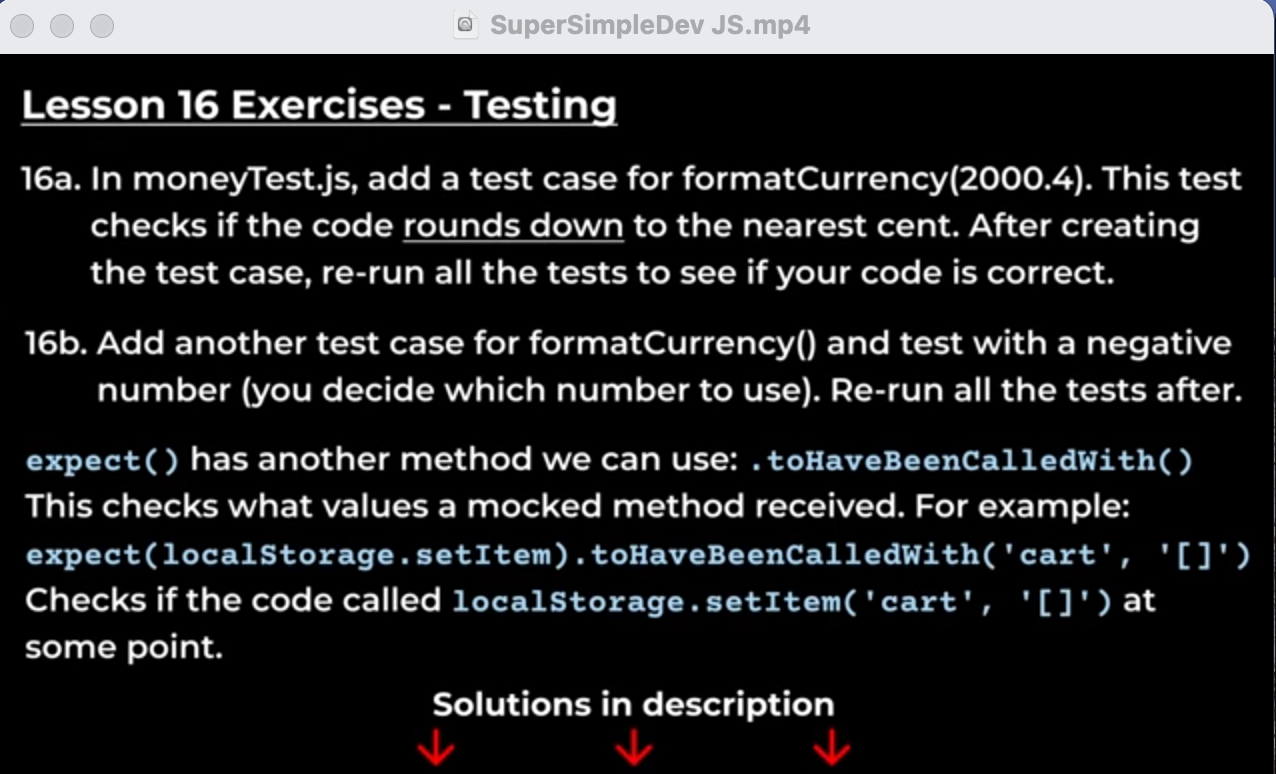 SuperSimpleDev JS.mp4
Lesson 16 Exercises - Testing
16a. In moneyTest.js, add a test case for formatCurrency(2000.4). This test
checks if the code rounds down to the nearest cent. After creating
the test case, re-run all the tests to see if your code is correct.
16b. Add another test case for formatCurrency() and test with a negative
number (you decide which number to use). Re-run all the tests after.
expect() has another method we can use: .toHaveBeenCalledWith()
This checks what values a mocked method received. For example:
expect(localStorage.setItem).toHaveBeenCalledWith('cart', '[]')
Checks if the code called localStorage.setItem('cart', '[]') at
some point.
Solutions in description